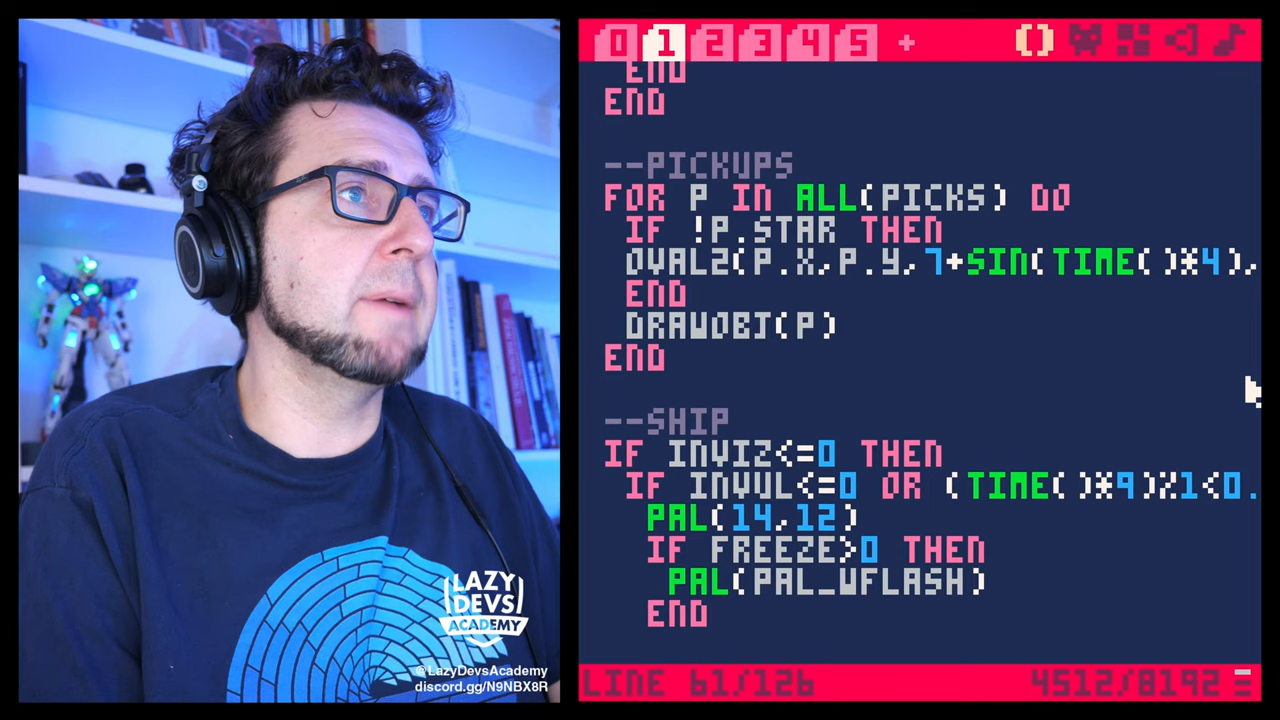 LAZY
DEVS
ACADEMY
@LazyDevsAcademy
discord.gg/N9NBX8R
0 1 2 3 4 5 +
END
END
--PICKUPS
FOR P IN ALL(PICKS) DO
IF !P.STAR THEN
OVAL2(P.X,P.Y,7+SIN(TIME()*4),
END
DRAWOBJ(P)
END
--SHIP
IF INVIZ<=0 THEN
IF INVUL<=0 OR (TIME()*9)%1<0.
PAL(14,12)
IF FREEZE>0 THEN
PAL(PAL_WFLASH)
END
LINE 61/126
4512/8192